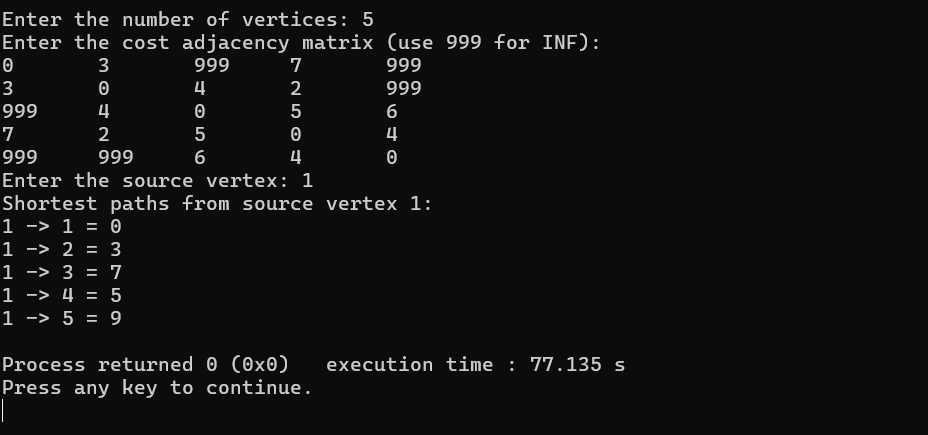 Enter the number of vertices: 5
Enter the cost adjacency matrix (use 999 for INF):
0       3       999     7       999
3       0       4       2       999
999     4       0       5       6
7       2       5       0       4
999     999     6       4       0
Enter the source vertex: 1
Shortest paths from source vertex 1:
1 -> 1 = 0
1 -> 2 = 3
1 -> 3 = 7
1 -> 4 = 5
1 -> 5 = 9
Process returned 0 (0x0)   execution time : 77.135 s
Press any key to continue.